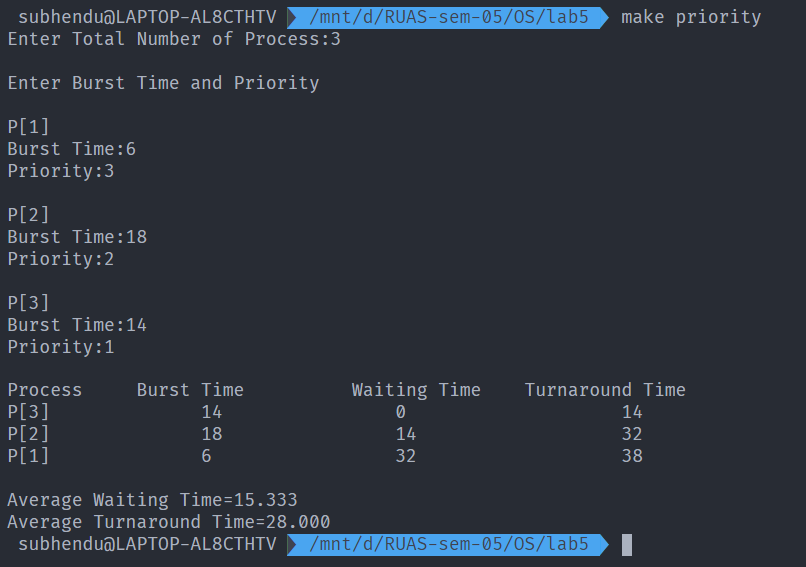 subhendu@LAPTOP-AL8CTHTV /mnt/d/RUAS-sem-05/OS/lab5 make priority
Enter Total Number of Process:3
Enter Burst Time and Priority
P[1]
Burst Time:6
Priority:3
P[2]
Burst Time:18
Priority:2
P[3]
Burst Time:14
Priority:1
Process Burst Time Waiting Time Turnaround Time
P[3] 14 0 14
P[2] 18 14 32
P[1] 6 32 38
Average Waiting Time=15.333
Average Turnaround Time=28.000
subhendu@LAPTOP-AL8CTHTV /mnt/d/RUAS-sem-05/OS/lab5